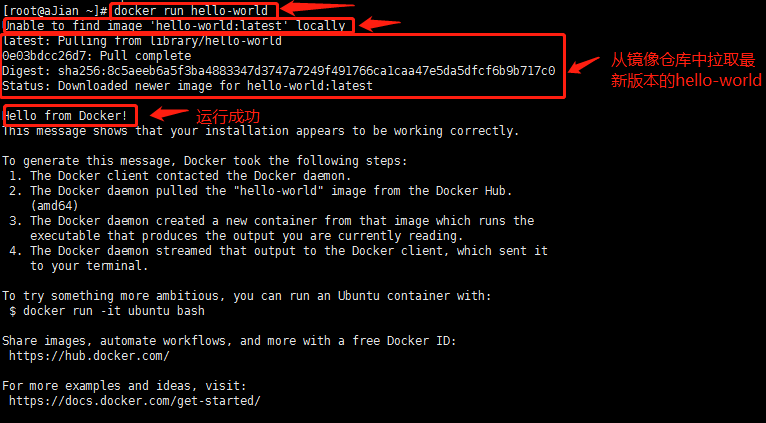 [root@aJian ~]# docker run hello-world
Unable to find image 'hello-world:latest' locally
latest: Pulling from library/hello-world
0e03bdcc26d7: Pull complete
Digest: sha256:8c5aeeb6a5f3ba4883347d3747a7249f491766ca1caa47e5da5dfcf6b9b717c0
Status: Downloaded newer image for hello-world:latest
从镜像仓库中拉取最
新版本的hello-world
Hello from Docker!
运行成功
This message shows that your installation appears to be working correctly.
To generate this message, Docker took the following steps:
1. The Docker client contacted the Docker daemon.
2. The Docker daemon pulled the "hello-world" image from the Docker Hub.
(amd64)
3. The Docker daemon created a new container from that image which runs the
executable that produces the output you are currently reading.
4. The Docker daemon streamed that output to the Docker client, which sent it
to your terminal.
To try something more ambitious, you can run an Ubuntu container with:
$ docker run -it ubuntu bash
Share images, automate workflows, and more with a free Docker ID:
https://hub.docker.com/
For more examples and ideas, visit:
https://docs.docker.com/get-started/